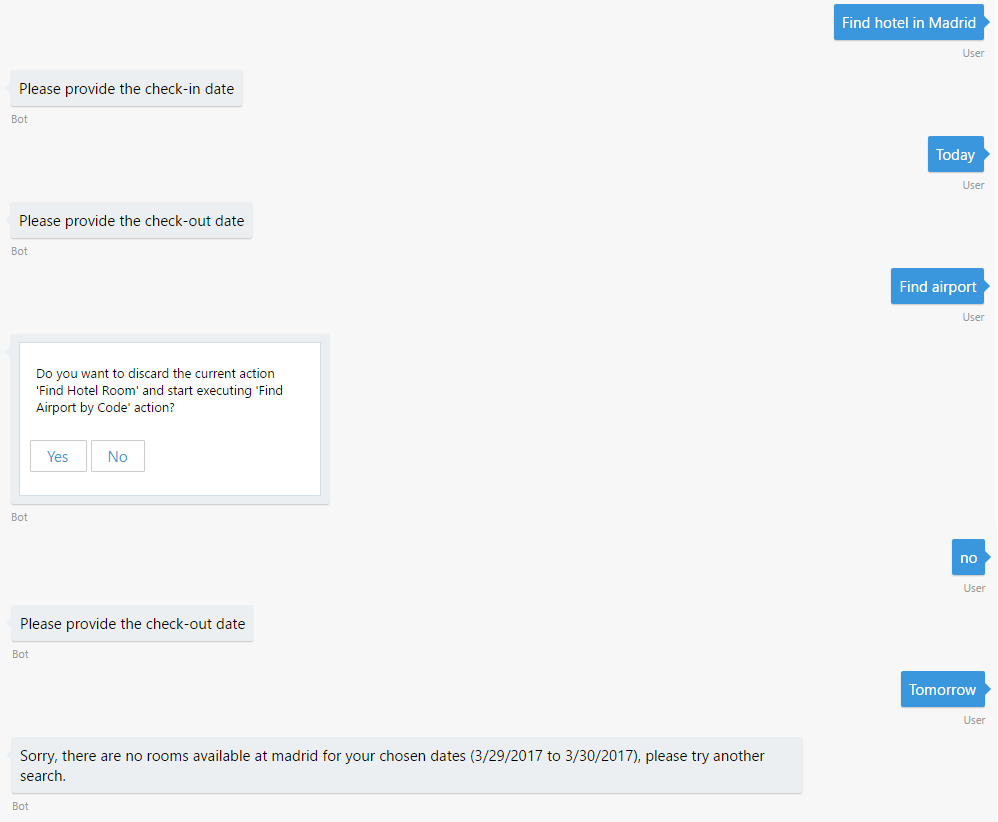 Find hotel in Madrid
User
Please provide the check-in date
Bot
Today
User
Please provide the check-out date
Bot
Find airport
User
Do you want to discard the current action
'Find Hotel Room' and start executing 'Find
Airport by Code' action?
Yes No
Bot
no
User
Please provide the check-out date
Bot
Tomorrow
User
Sorry, there are no rooms available at madrid for your chosen dates (3/29/2017 to 3/30/2017), please try another
search.
Bot